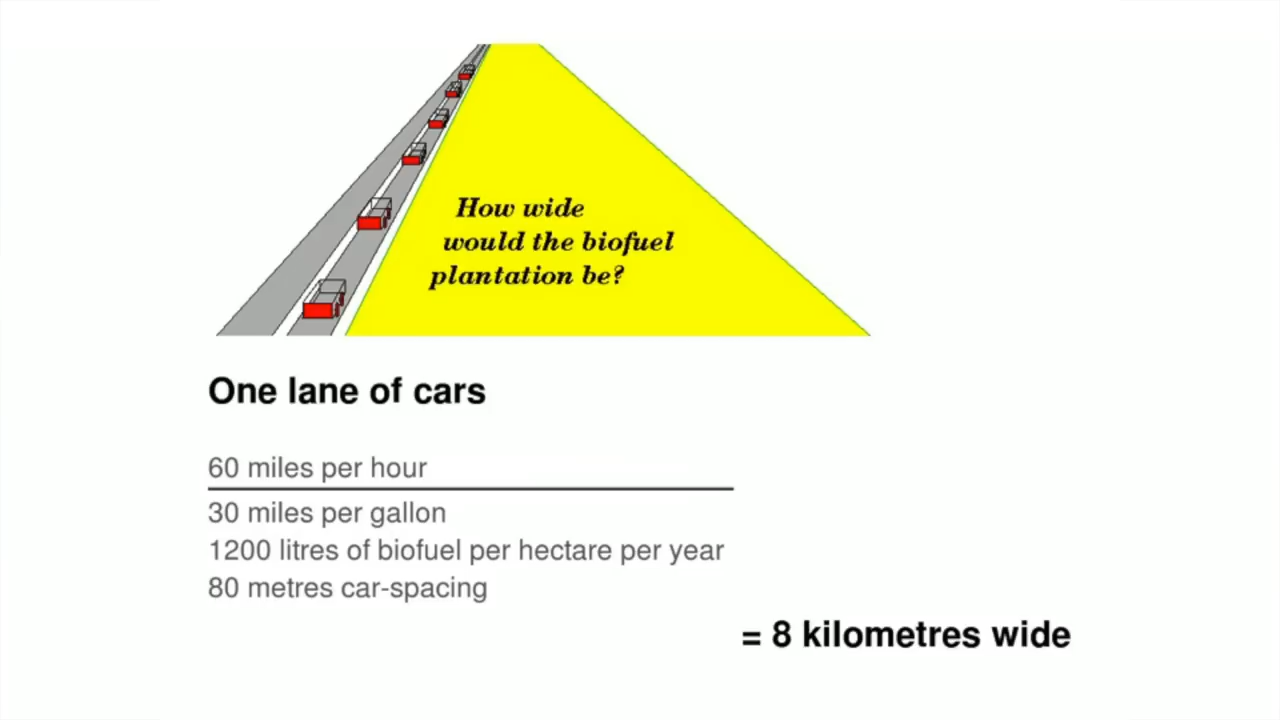 How wide
would the biofuel
plantation be?
One lane of cars
60 miles per hour
30 miles per gallon
1200 litres of biofuel per hectare per year
80 metres car-spacing
= 8 kilometres wide